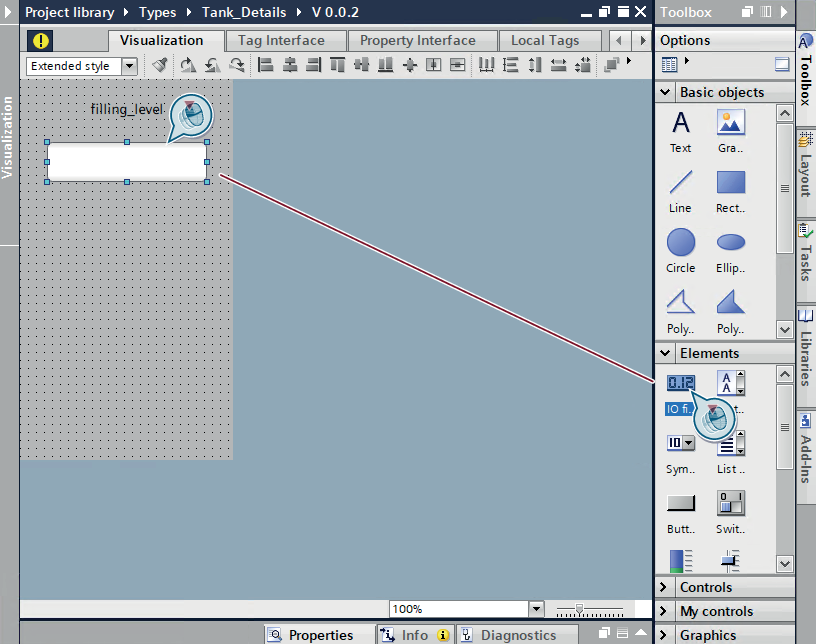 Project library ▸ Types ▸ Tank_Details ▸ V 0.0.2
Toolbox
Visualization
Tag Interface
Property Interface
Local Tags
Options
Extended style
Basic objects
filling_level
Text
Gra..
Line
Rect..
Circle
Ellip..
Poly..
Poly..
Elements
0.12
IO fi..
Sym..
List ..
Butt..
Swit..
Controls
My controls
Graphics
100%
Properties
Info
Diagnostics
Visualization
Toolbox
Layout
Tasks
Libraries
Add-Ins